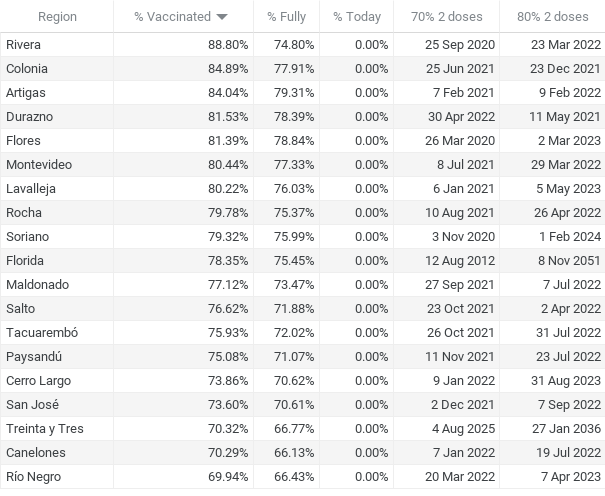 Region % Vaccinated % Fully % Today 70% 2 doses 80% 2 doses
Rivera 88.80% 74.80% 0.00% 25 Sep 2020 23 Mar 2022
Colonia 84.89% 77.91% 0.00% 25 Jun 2021 23 Dec 2021
Artigas 84.04% 79.31% 0.00% 7 Feb 2021 9 Feb 2022
Durazno 81.53% 78.39% 0.00% 30 Apr 2022 11 May 2021
Flores 81.39% 78.84% 0.00% 26 Mar 2020 2 Mar 2023
Montevideo 80.44% 77.33% 0.00% 8 Jul 2021 29 Mar 2022
Lavalleja 80.22% 76.03% 0.00% 6 Jan 2021 5 May 2023
Rocha 79.78% 75.37% 0.00% 10 Aug 2021 26 Apr 2022
Soriano 79.32% 75.99% 0.00% 3 Nov 2020 1 Feb 2024
Florida 78.35% 75.45% 0.00% 12 Aug 2012 8 Nov 2051
Maldonado 77.12% 73.47% 0.00% 27 Sep 2021 7 Jul 2022
Salto 76.62% 71.88% 0.00% 23 Oct 2021 2 Apr 2022
Tacuarembó 75.93% 72.02% 0.00% 26 Oct 2021 31 Jul 2022
Paysandú 75.08% 71.07% 0.00% 11 Nov 2021 23 Jul 2022
Cerro Largo 73.86% 70.62% 0.00% 9 Jan 2022 31 Aug 2023
San José 73.60% 70.61% 0.00% 2 Dec 2021 7 Sep 2022
Treinta y Tres 70.32% 66.77% 0.00% 4 Aug 2025 27 Jan 2036
Canelones 70.29% 66.13% 0.00% 7 Jan 2022 19 Jul 2022
Río Negro 69.94% 66.43% 0.00% 20 Mar 2022 7 Apr 2023